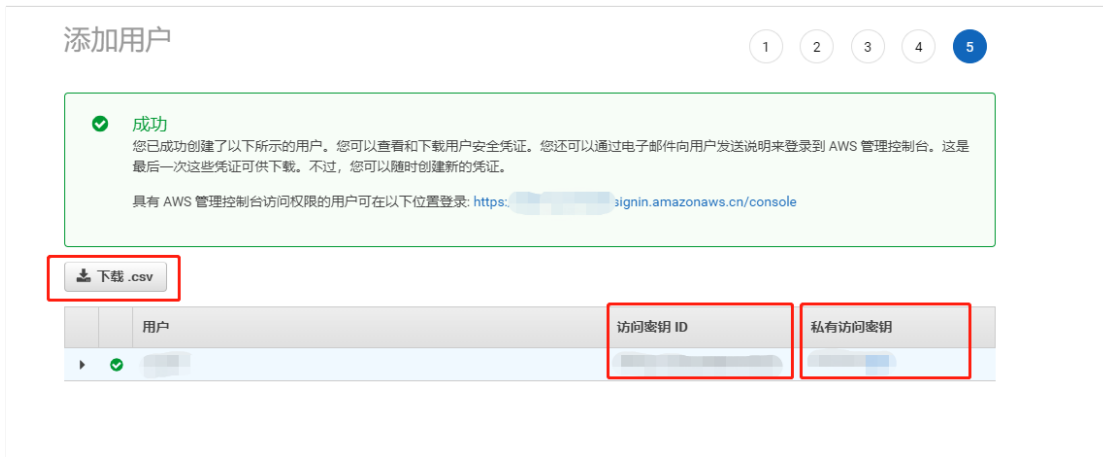 添加用户
1 2 3 4 5
成功
您已成功创建了以下所示的用户。您可以查看和下载用户安全凭证。您还可以通过电子邮件向用户发送说明来登录到 AWS 管理控制台。这是
最后一次这些凭证可供下载。不过，您可以随时创建新的凭证。
具有 AWS 管理控制台访问权限的用户可在以下位置登录: https: signin.amazonaws.cn/console
下载 .csv
用户 访问密钥 ID 私有访问密钥